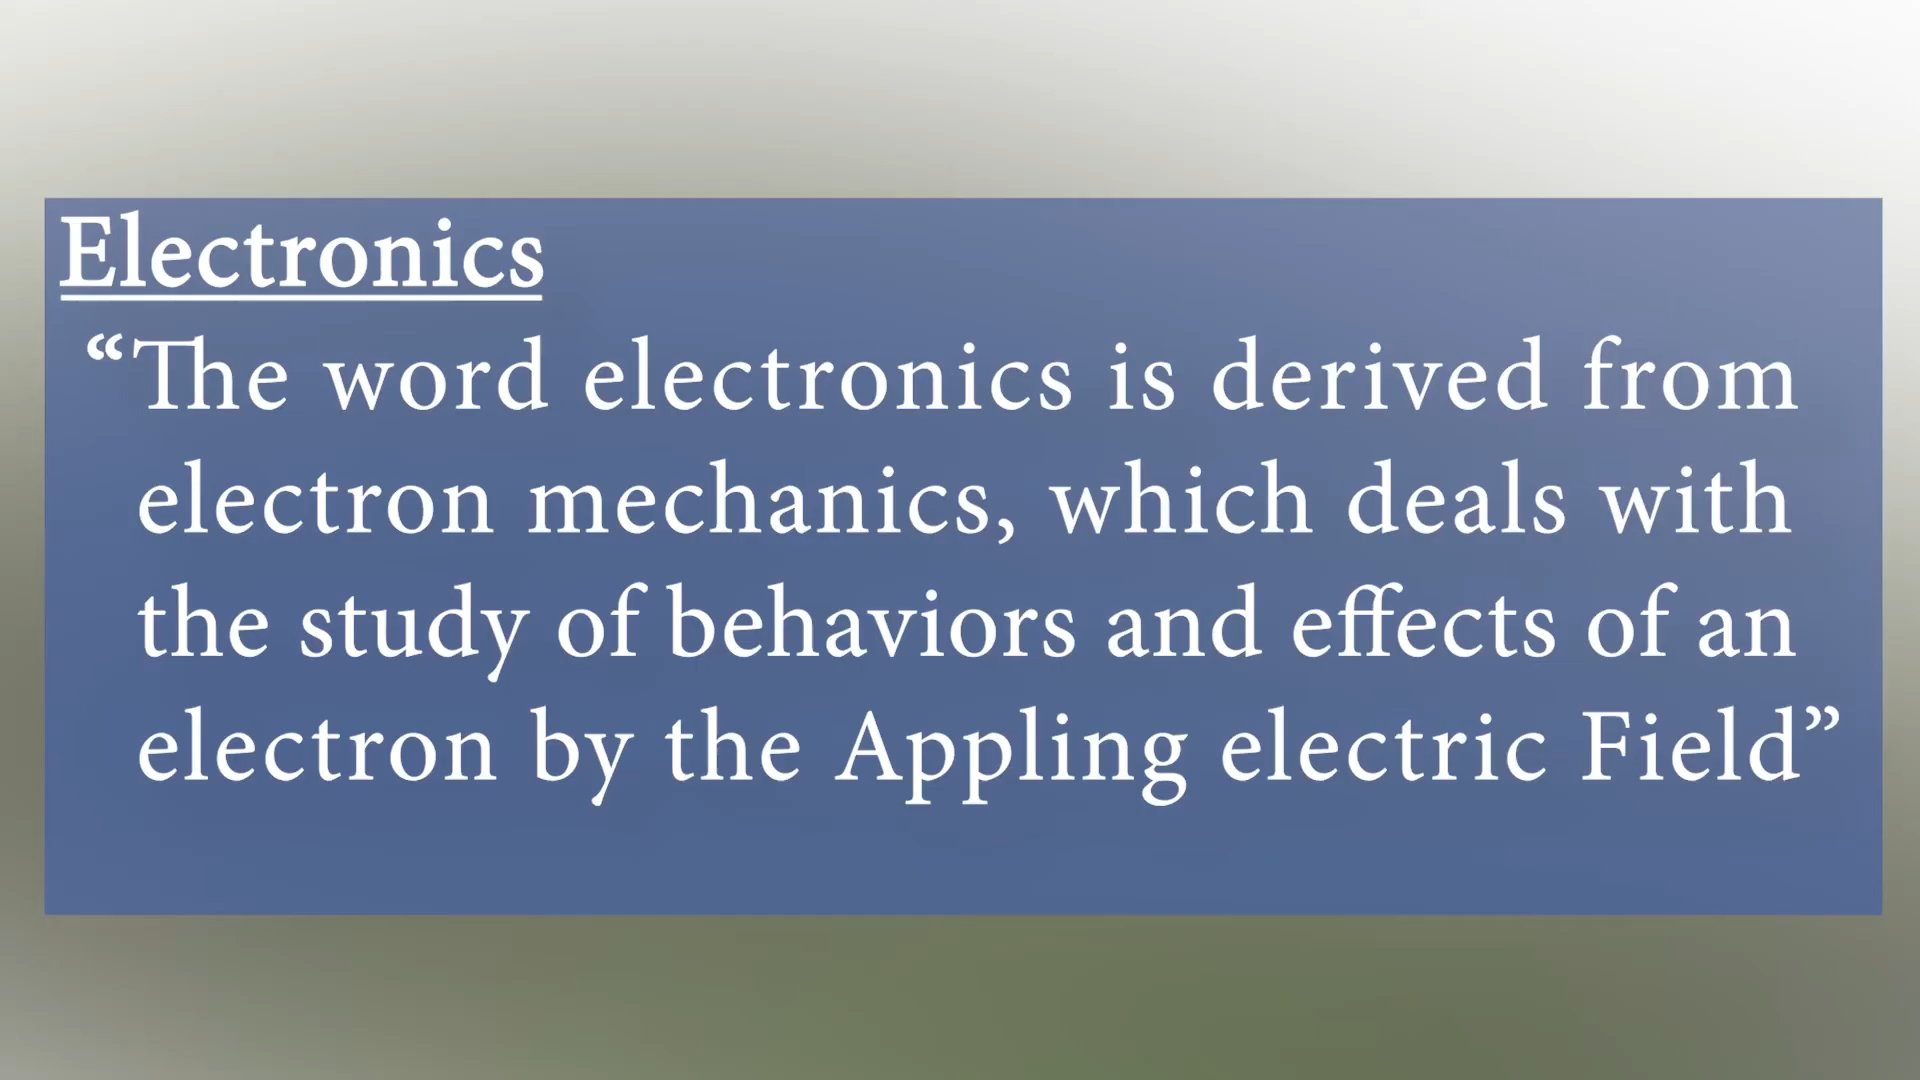 Electronics
“The word electronics is derived from
electron mechanics, which deals with
the study of behaviors and effects of an
electron by the Appling electric Field”